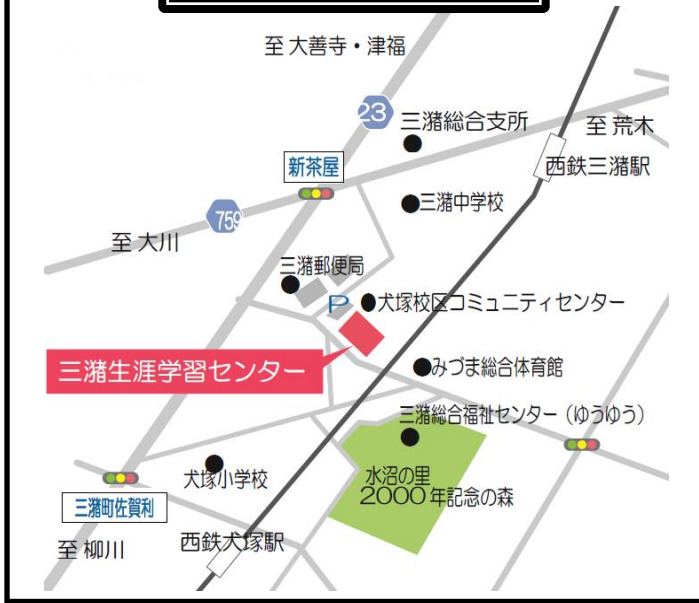 至 大善寺・津福
23
三潴総合支所
至 荒木
新茶屋
西鉄三潴駅
三潴中学校
759
至 大川
三潴郵便局
P
犬塚校区コミュニティセンター
三潴生涯学習センター
みづま総合体育館
三潴総合福祉センター（ゆうゆう）
犬塚小学校
水沼の里
2000年記念の森
三潴町佐賀利
西鉄犬塚駅
至 柳川